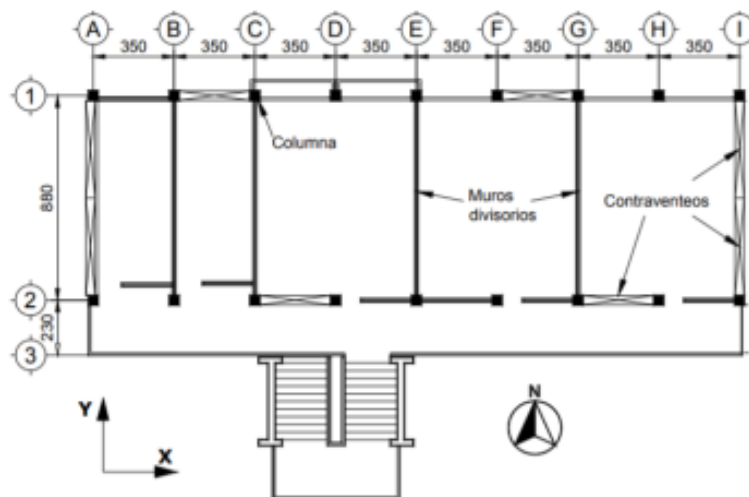 A B C D E F G H I
350 350 350 350 350 350 350 350
1
Columna
880
Muros
divisorios
Contraventeos
2
230
3
N
Y
X